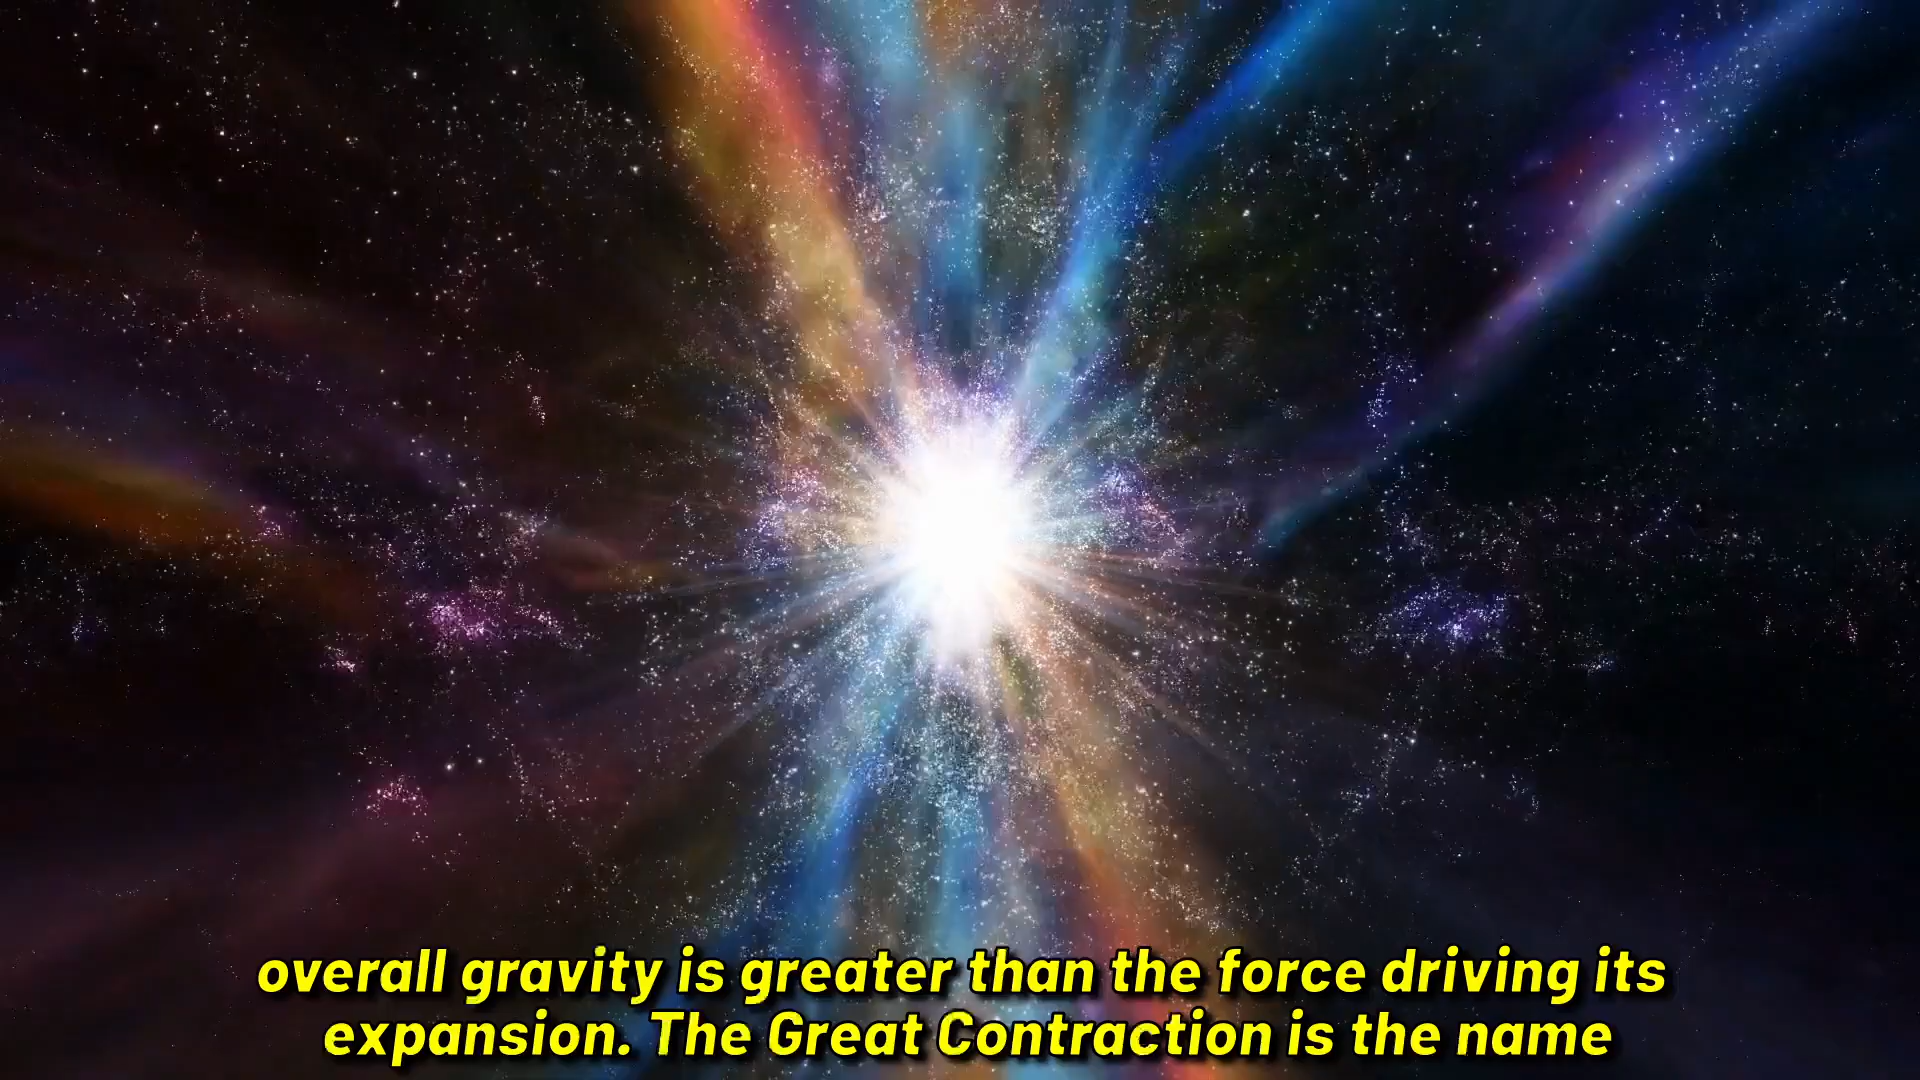 overall gravity is greater than the force driving its
expansion. The Great Contraction is the name